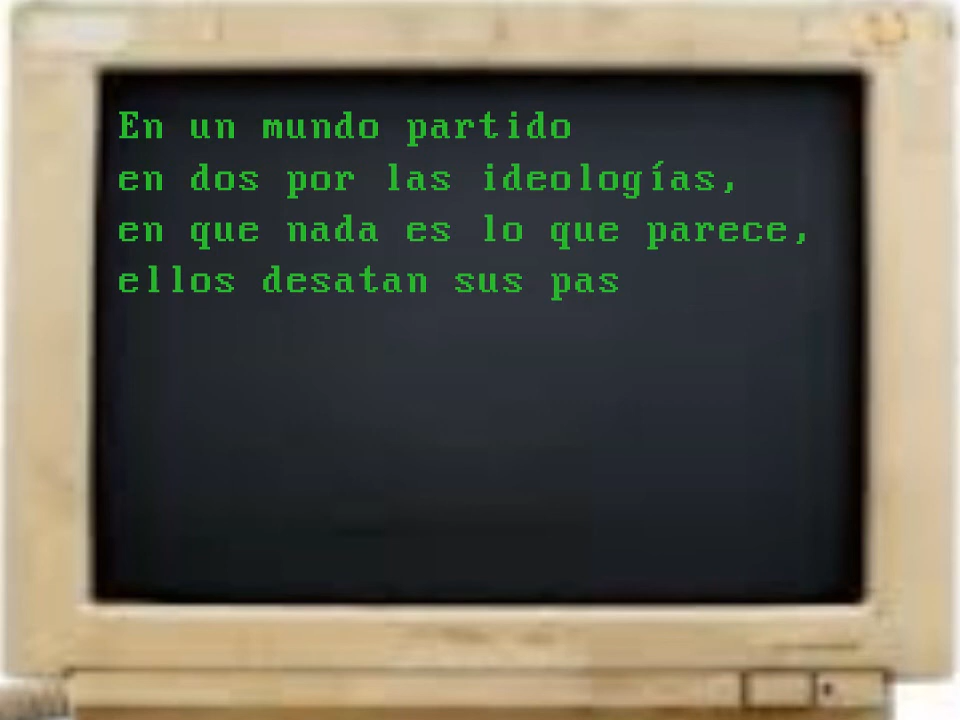 En un mundo partido
en dos por las ideologías,
en que nada es lo que parece,
ellos desatan sus pas